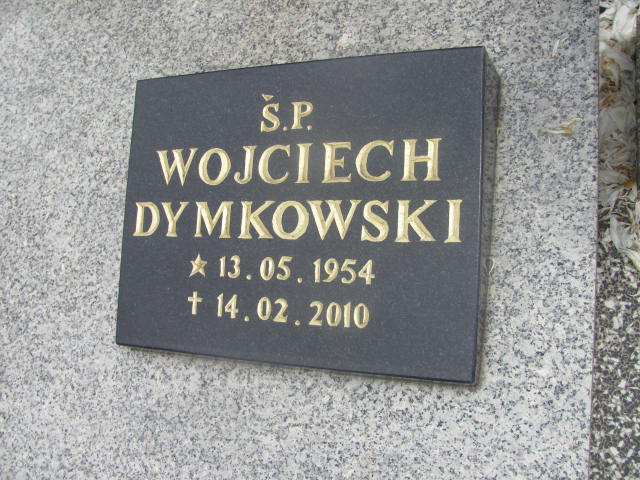 Ś.P.
WOJCIECH
DYMKOWSKI
★ 13.05.1954
✝ 14.02.2010